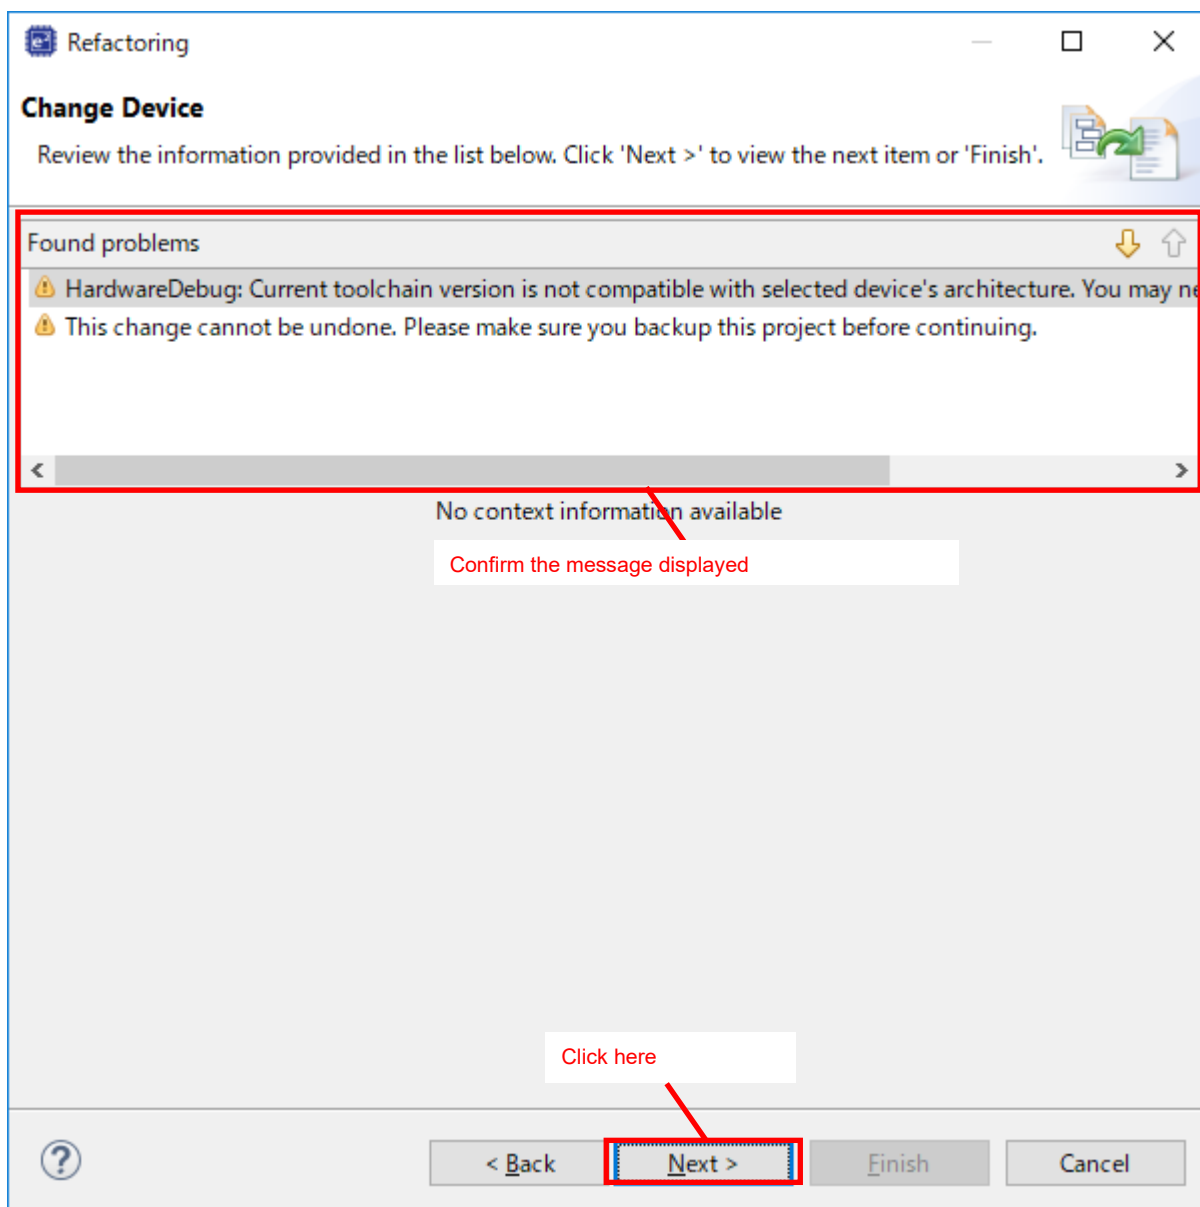 Refactoring
Change Device
Review the information provided in the list below. Click 'Next >' to view the next item or 'Finish'.
Found problems
HardwareDebug: Current toolchain version is not compatible with selected device's architecture. You may ne
This change cannot be undone. Please make sure you backup this project before continuing.
No context information available
Confirm the message displayed
Click here
< Back
Next >
Finish
Cancel